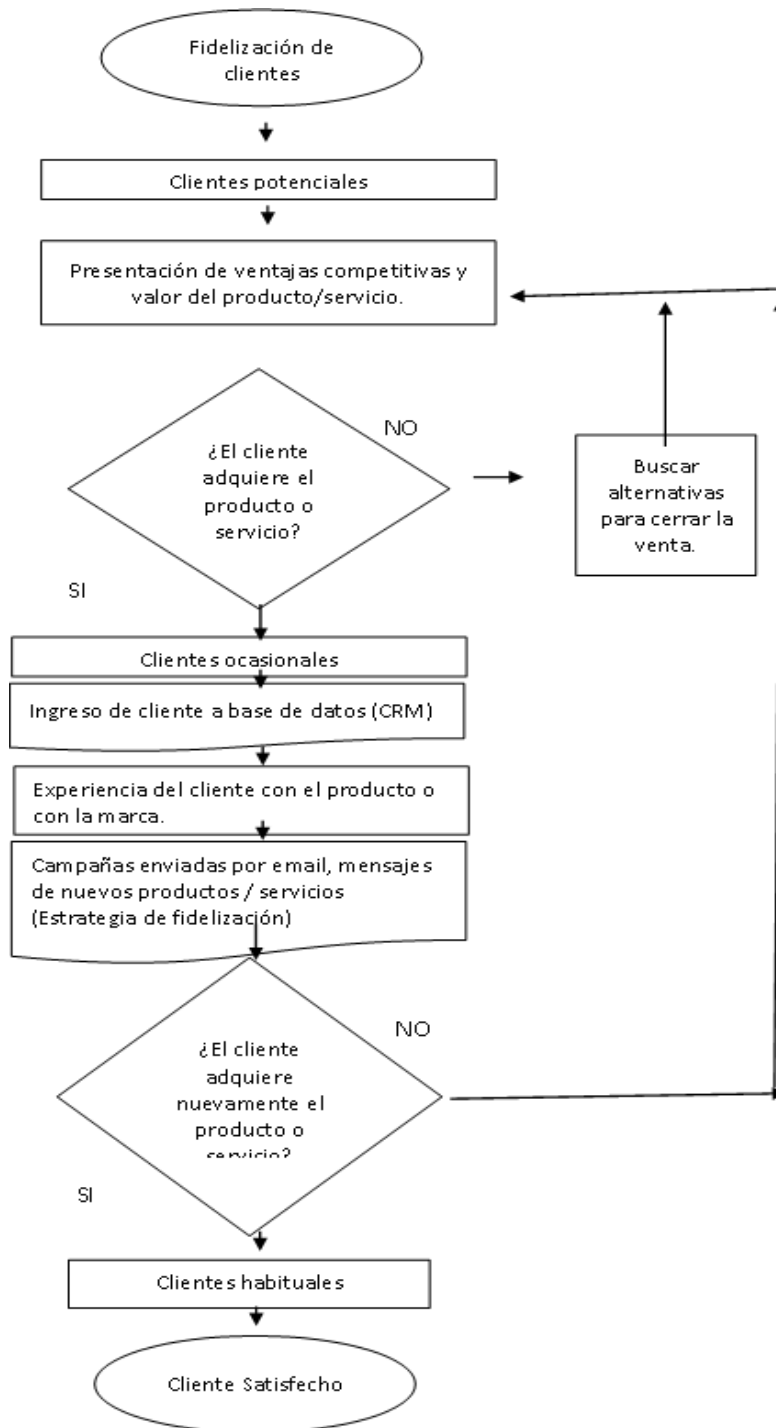 Fidelización de
clientes
Clientes potenciales
Presentación de ventajas competitivas y
valor del producto/servicio.
NO
¿El cliente
adquiere el
producto o
servicio?
Buscar
alternativas
para cerrar la
venta.
SI
Clientes ocasionales
Ingreso de cliente a base de datos (CRM)
Experiencia del cliente con el producto o
con la marca.
Campañas enviadas por email, mensajes
de nuevos productos / servicios
(Estrategia de fidelización)
NO
¿El cliente
adquiere
nuevamente el
producto o
servicio?
SI
Clientes habituales
Cliente Satisfecho